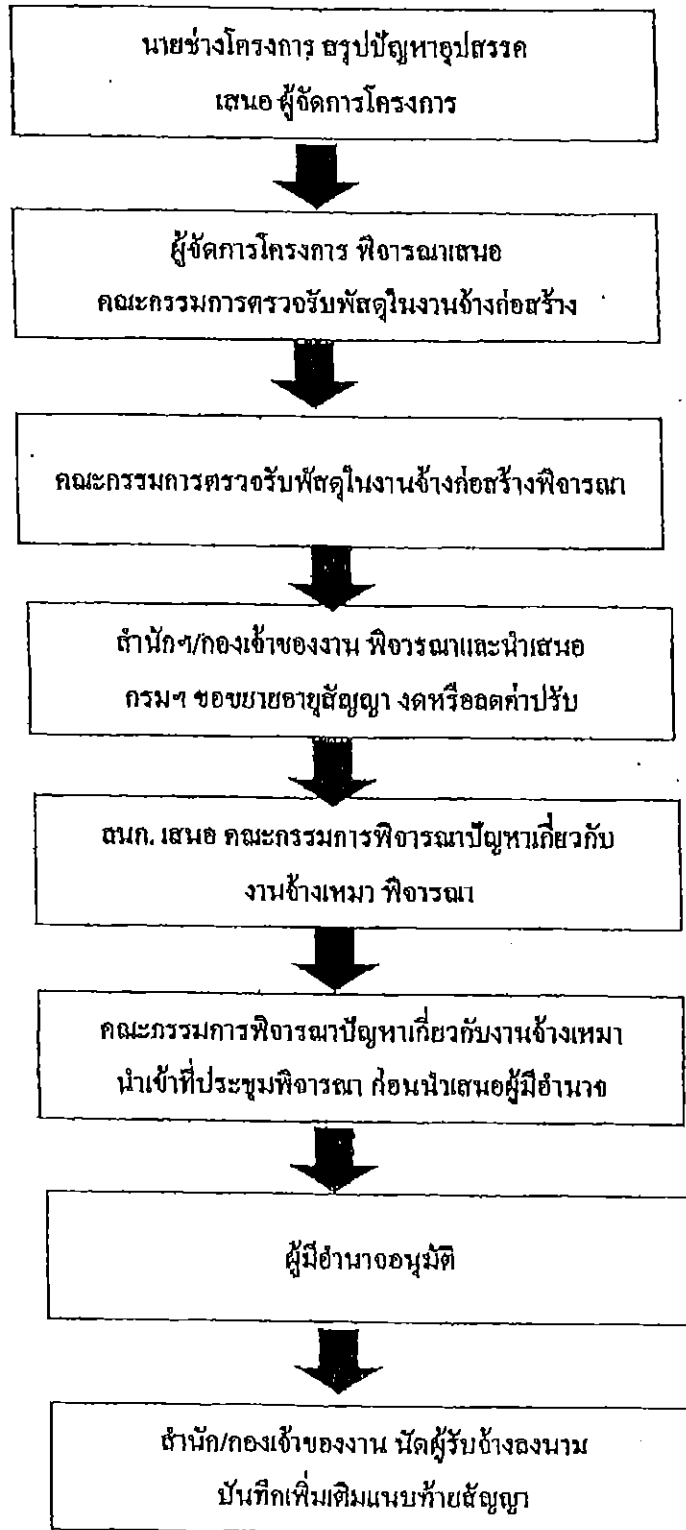 นายช่างโครงการ สรุปปัญหาอุปสรรค
เสนอ ผู้จัดการโครงการ
ผู้จัดการโครงการ พิจารณาเสนอ
คณะกรรมการตรวจรับพัสดุในงานจ้างก่อสร้าง
คณะกรรมการตรวจรับพัสดุในงานจ้างก่อสร้างพิจารณา
สำนักฯ/กองเจ้าของงาน พิจารณาและนำเสนอ
กรมฯ ขอขยายอายุสัญญา งดหรือลดค่าปรับ
สนก. เสนอ คณะกรรมการพิจารณาปัญหาเกี่ยวกับ
งานจ้างเหมา พิจารณา
คณะกรรมการพิจารณาปัญหาเกี่ยวกับงานจ้างเหมา
นำเข้าที่ประชุมพิจารณา ก่อนนำเสนอผู้มีอำนาจ
ผู้มีอำนาจอนุมัติ
สำนัก/กองเจ้าของงาน นัดผู้รับจ้างลงนาม
บันทึกเพิ่มเติมแนบท้ายสัญญา